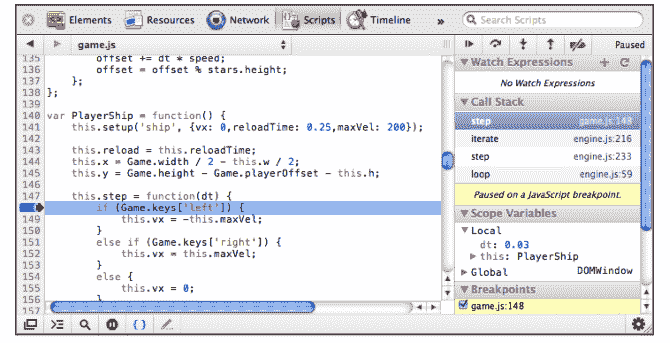 Elements Resources Network Scripts Timeline » Search Scripts
game.js Paused
135 offset += dt * speed;
136 offset = offset % stars.height;
137 };
138 };
139
140 var PlayerShip = function() {
141 this.setup('ship', {vx: 0,reloadTime: 0.25,maxVel: 200});
142
143 this.reload = this.reloadTime;
144 this.x = Game.width / 2 - this.w / 2;
145 this.y = Game.height - Game.playerOffset - this.h;
146
147 this.step = function(dt) {
if (Game.keys['left']) {
149 this.vx = -this.maxVel;
150 }
151 else if (Game.keys['right']) {
152 this.vx = this.maxVel;
153 }
154 else {
155 this.vx = 0;
156 }
157
Watch Expressions
No Watch Expressions
Call Stack
step game.js:148
iterate engine.js:216
step engine.js:233
loop engine.js:59
Paused on a JavaScript breakpoint.
Scope Variables
Local
dt: 0.03
this: PlayerShip
Global DOMWindow
Breakpoints
game.js:148